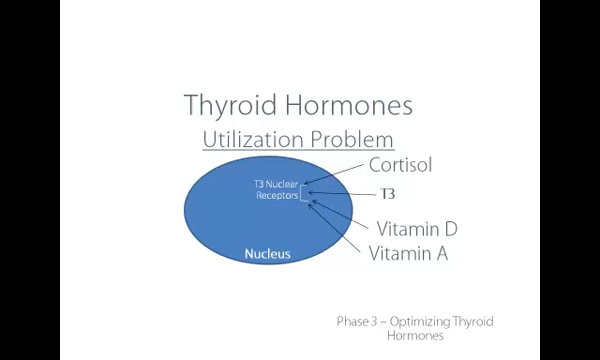 Thyroid Hormones
Utilization Problem
Cortisol
T3 Nuclear
Receptors
T3
Vitamin D
Vitamin A
Nucleus
Phase 3 – Optimizing Thyroid
Hormones